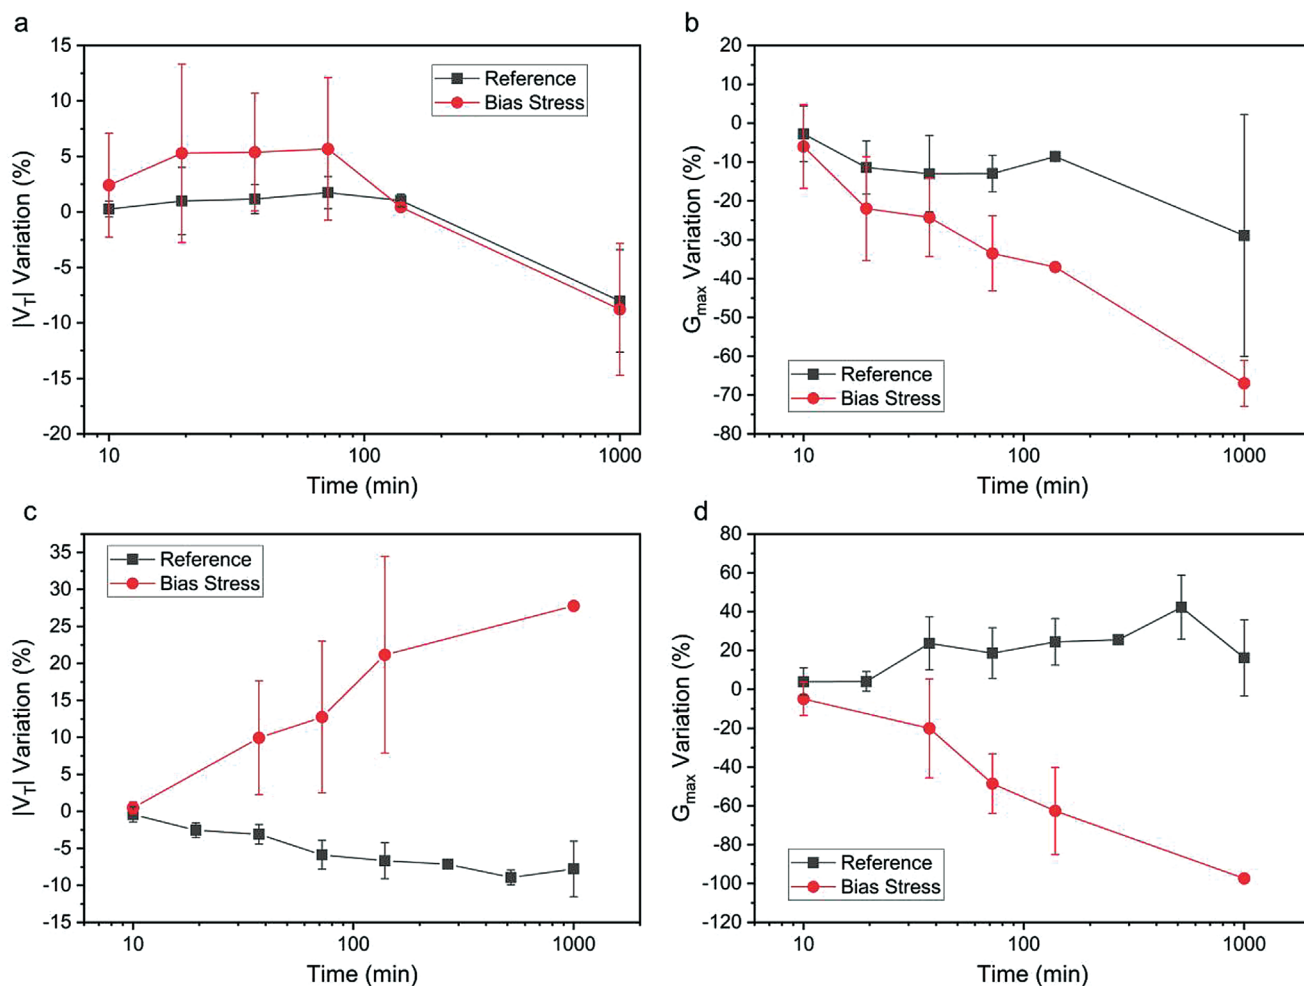 a
15
10
5
0
-5
-10
-15
-20
|V_T| Variation (%)
Reference
Bias Stress
10
100
1000
Time (min)
b
20
10
0
-10
-20
-30
-40
-50
-60
-70
-80
G_max Variation (%)
Reference
Bias Stress
10
100
1000
Time (min)
c
35
30
25
20
15
10
5
0
-5
-10
-15
|V_T| Variation (%)
Reference
Bias Stress
10
100
1000
Time (min)
d
80
60
40
20
0
-20
-40
-60
-80
-100
-120
G_max Variation (%)
Reference
Bias Stress
10
100
1000
Time (min)